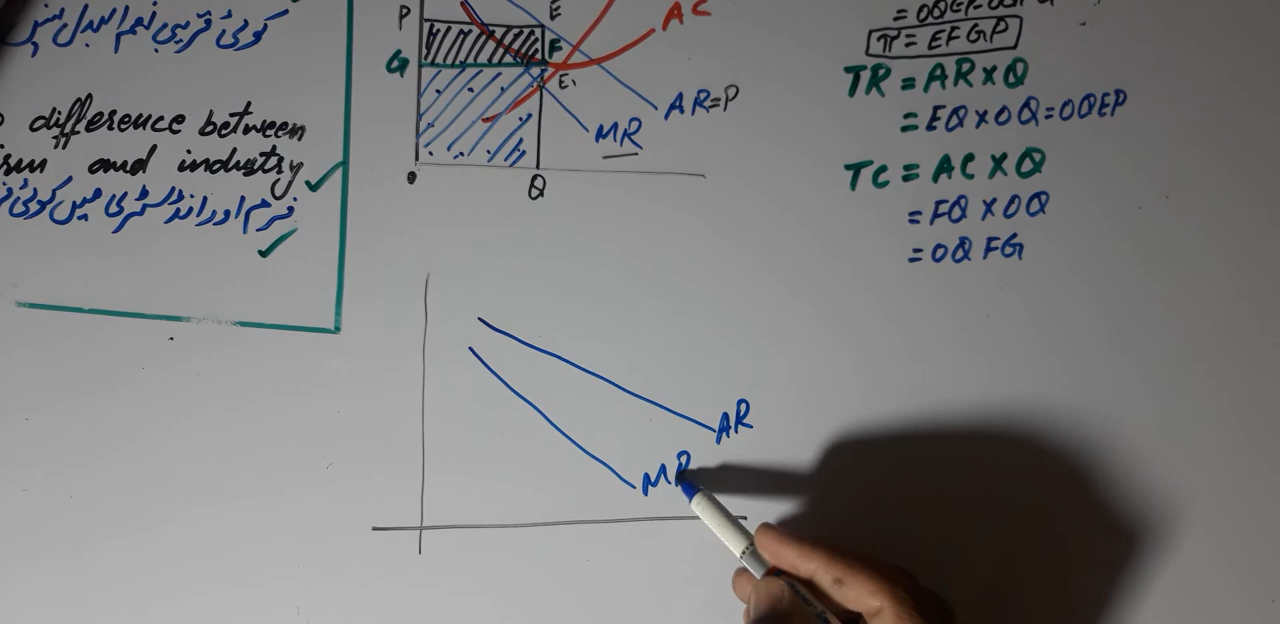 کوئی قریبی نعم البدل نہیں
difference between
and industry
فرم اور انڈسٹری میں کوئی
P
E
AC
G
F
E₁
AR=P
MR
0
Q
π = EFGP
TR = AR×Q
= EQ×OQ=OQEP
TC = AC×Q
= FQ×OQ
= OQFG
AR
MR